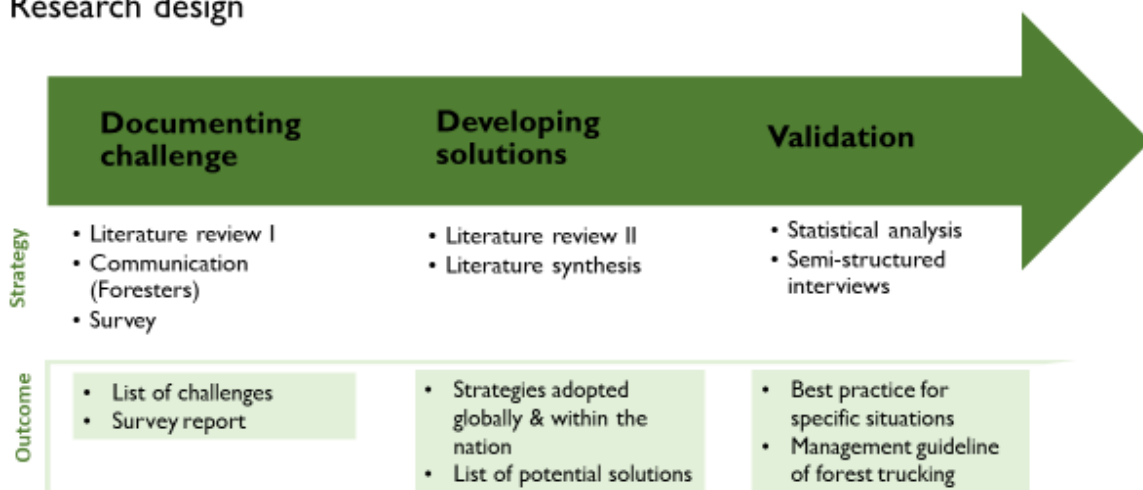 Research design
Documenting
challenge
Developing
solutions
Validation
Strategy
• Literature review I
• Communication
(Foresters)
• Survey
• Literature review II
• Literature synthesis
• Statistical analysis
• Semi-structured
interviews
Outcome
• List of challenges
• Survey report
• Strategies adopted
globally & within the
nation
• List of potential solutions
• Best practice for
specific situations
• Management guideline
of forest trucking